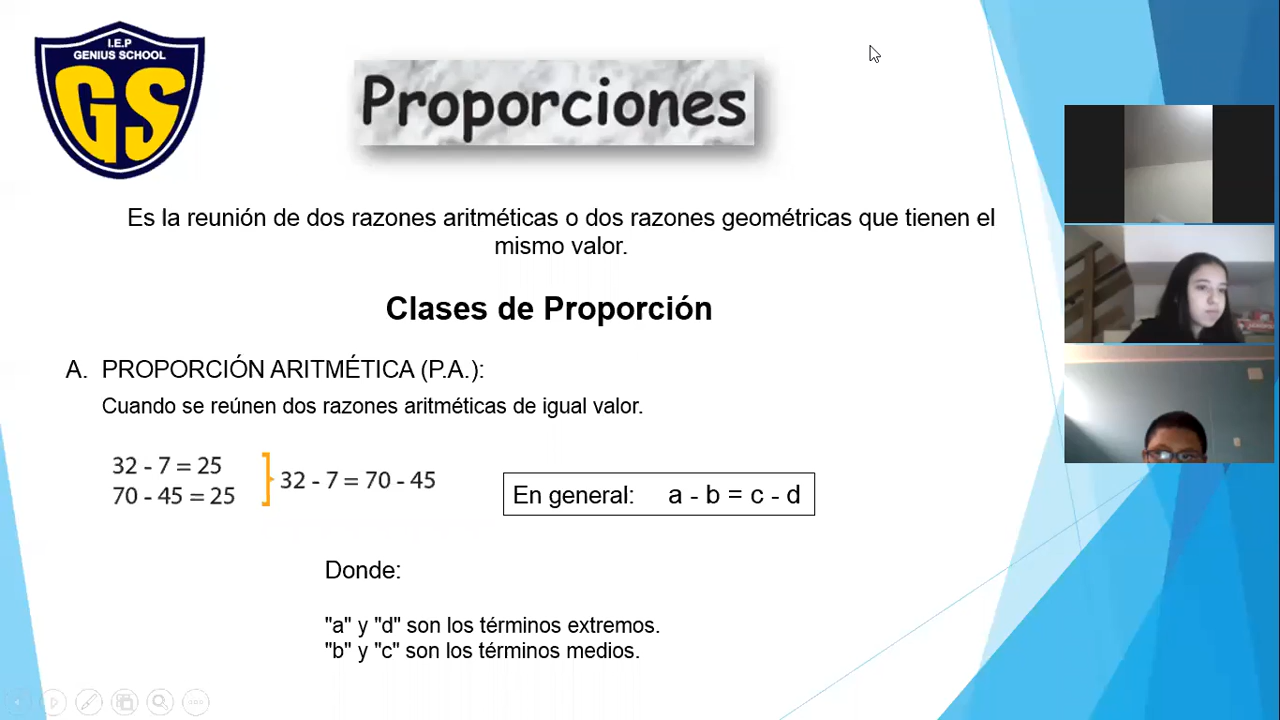 I.E.P
GENIUS SCHOOL
GS
Proporciones
Es la reunión de dos razones aritméticas o dos razones geométricas que tienen el
mismo valor.
Clases de Proporción
A. PROPORCIÓN ARITMÉTICA (P.A.):
Cuando se reúnen dos razones aritméticas de igual valor.
32 - 7 = 25
70 - 45 = 25
32 - 7 = 70 - 45
En general: a - b = c - d
Donde:
"a" y "d" son los términos extremos.
"b" y "c" son los términos medios.